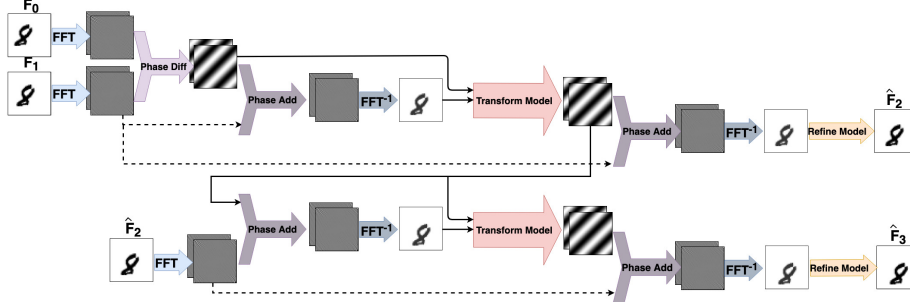 F₀
FFT
Phase Diff
F₁
FFT
Phase Add
FFT⁻¹
Transform Model
Phase Add
FFT⁻¹
Refine Model
F̂₂
F̂₂
FFT
Phase Add
FFT⁻¹
Transform Model
Phase Add
FFT⁻¹
Refine Model
F̂₃